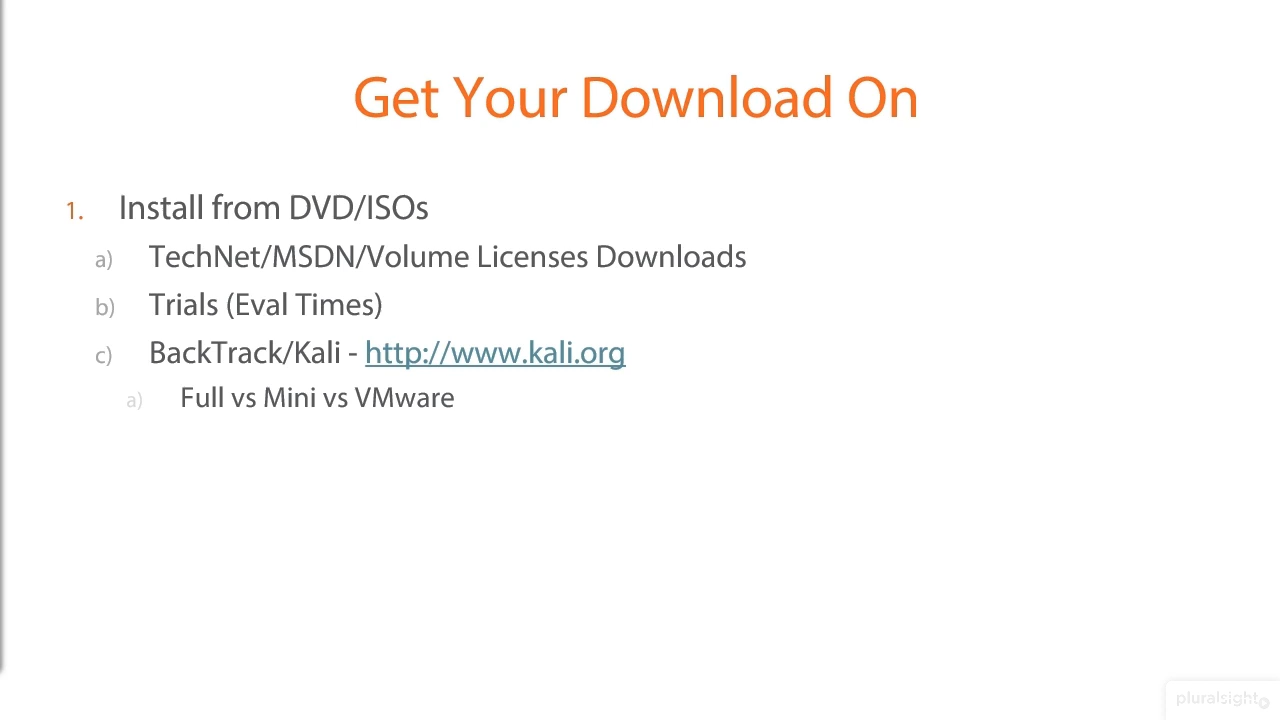 Get Your Download On
1. Install from DVD/ISOs
a) TechNet/MSDN/Volume Licenses Downloads
b) Trials (Eval Times)
c) BackTrack/Kali - http://www.kali.org
a) Full vs Mini vs VMware
pluralsight